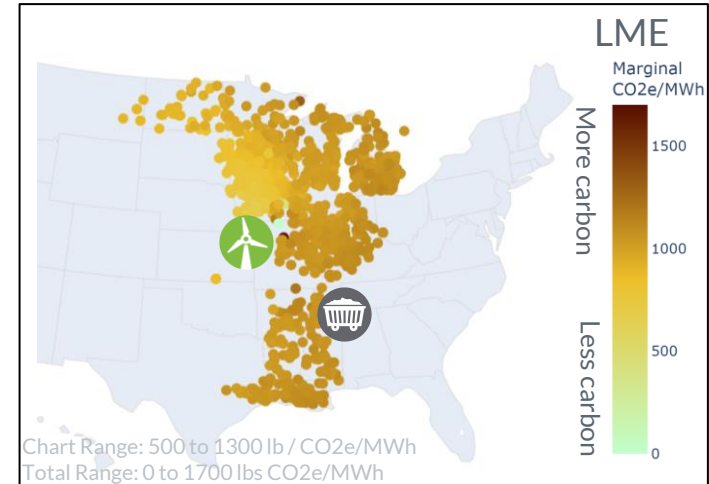 LME
Marginal
CO2e/MWh
More carbon
Less carbon
1500
1000
500
0
Chart Range: 500 to 1300 lb / CO2e/MWh
Total Range: 0 to 1700 lbs CO2e/MWh